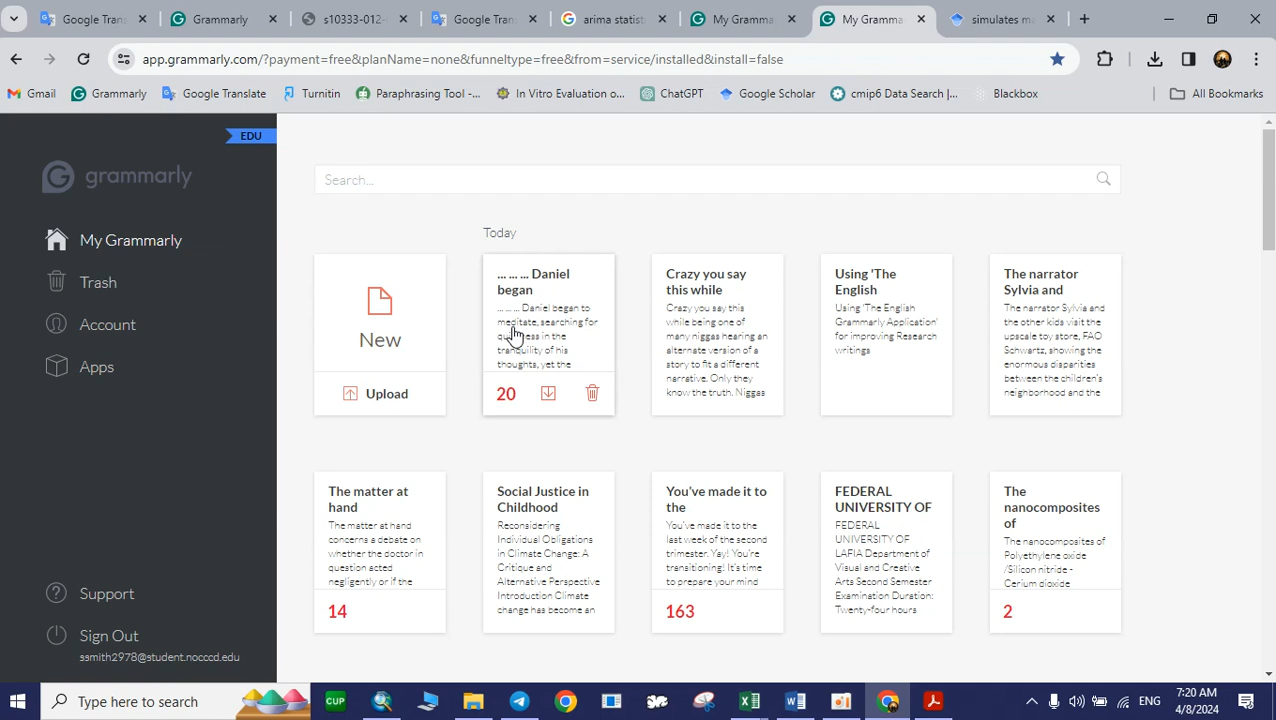 Google Tran
Grammarly
s10333-012-
Google Tran
arima statist
My Gramma
My Gramma
simulates m
app.grammarly.com/?payment=free&planName=none&funneltype=free&from=service/installed&install=false
Gmail
Grammarly
Google Translate
Turnitin
Paraphrasing Tool -...
In Vitro Evaluation o...
ChatGPT
Google Scholar
cmip6 Data Search |...
Blackbox
All Bookmarks
EDU
grammarly
My Grammarly
Trash
Account
Apps
Support
Sign Out
ssmith2978@student.nocccd.edu
Search...
Today
New
Upload
... ... ... Daniel
began
... ... ... Daniel began to
meditate, searching for
in the
tranquility of his
thoughts, yet the
20
Crazy you say
this while
Crazy you say this
while being one of
many niggas hearing an
alternate version of a
story to fit a different
narrative. Only they
know the truth. Niggas
Using 'The
English
Using 'The English
Grammarly Application'
for improving Research
writings
The narrator
Sylvia and
The narrator Sylvia and
the other kids visit the
upscale toy store, FAO
Schwartz, showing the
enormous disparities
between the children's
neighborhood and the
The matter at
hand
The matter at hand
concerns a debate on
whether the doctor in
question acted
negligently or if the
14
Social Justice in
Childhood
Reconsidering
Individual Obligations
in Climate Change: A
Critique and
Alternative Perspective
Introduction Climate
change has become an
You've made it to
the
You've made it to the
last week of the second
trimester. Yay! You're
transitioning! It's time
to prepare your mind
163
FEDERAL
UNIVERSITY OF
FEDERAL
UNIVERSITY OF
LAFIA Department of
Visual and Creative
Arts Second Semester
Examination Duration:
Twenty-four hours
The
nanocomposites
of
The nanocomposites of
Polyethylene oxide
/Silicon nitride -
Cerium dioxide
2
Type here to search
CUP
ENG
7:20 AM
4/8/2024